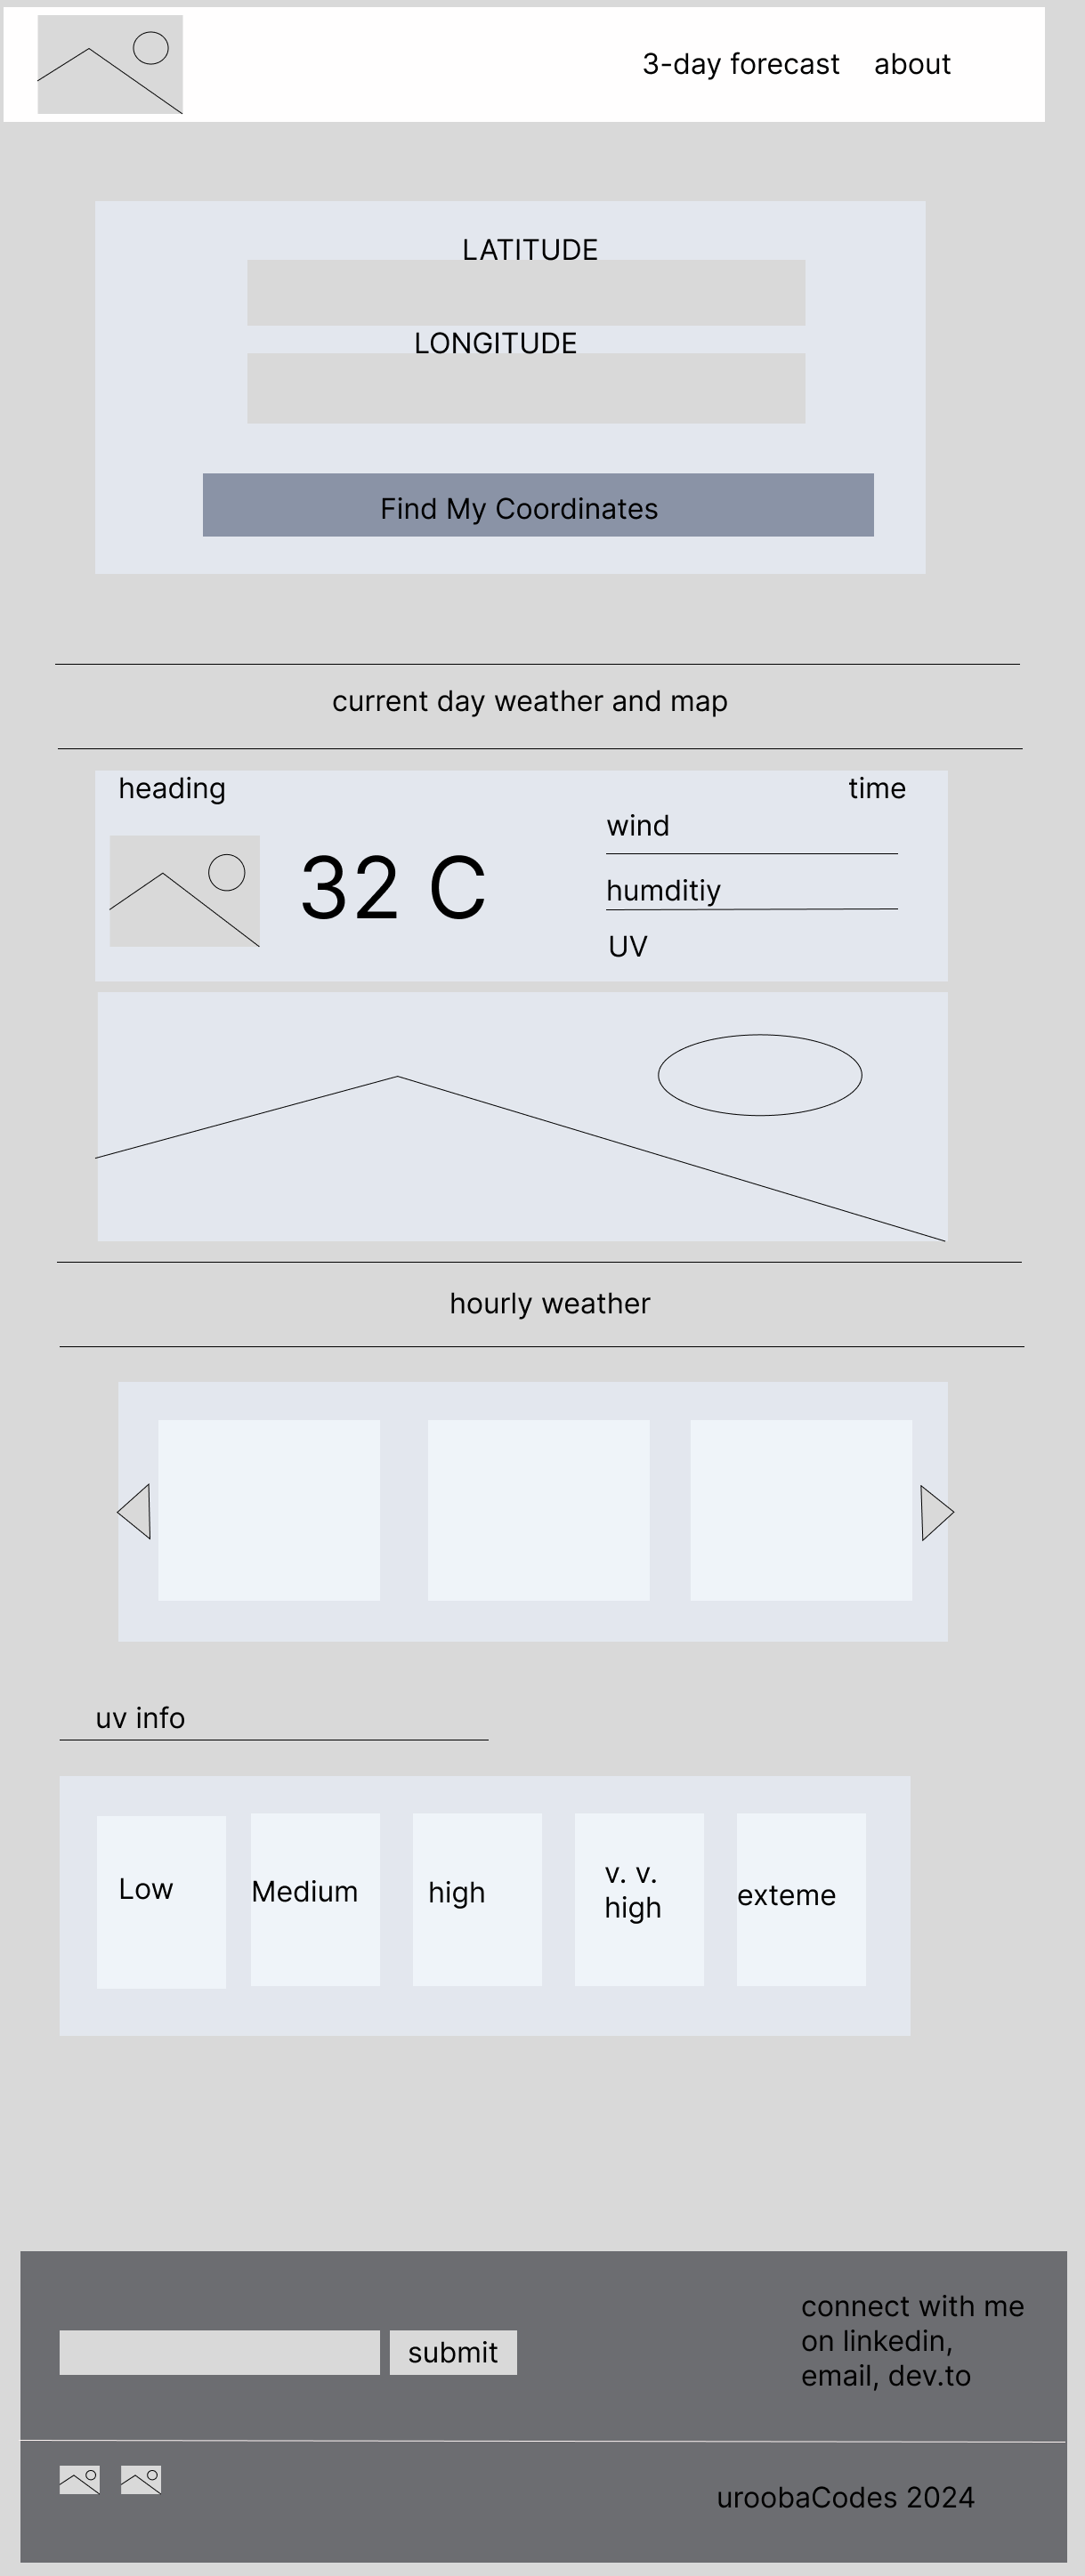 3-day forecast about
LATITUDE
LONGITUDE
Find My Coordinates
current day weather and map
heading
time
wind
32 C
humditiy
UV
hourly weather
uv info
Low
Medium
high
v. v.
high
exteme
connect with me
on linkedin,
email, dev.to
submit
uroobaCodes 2024